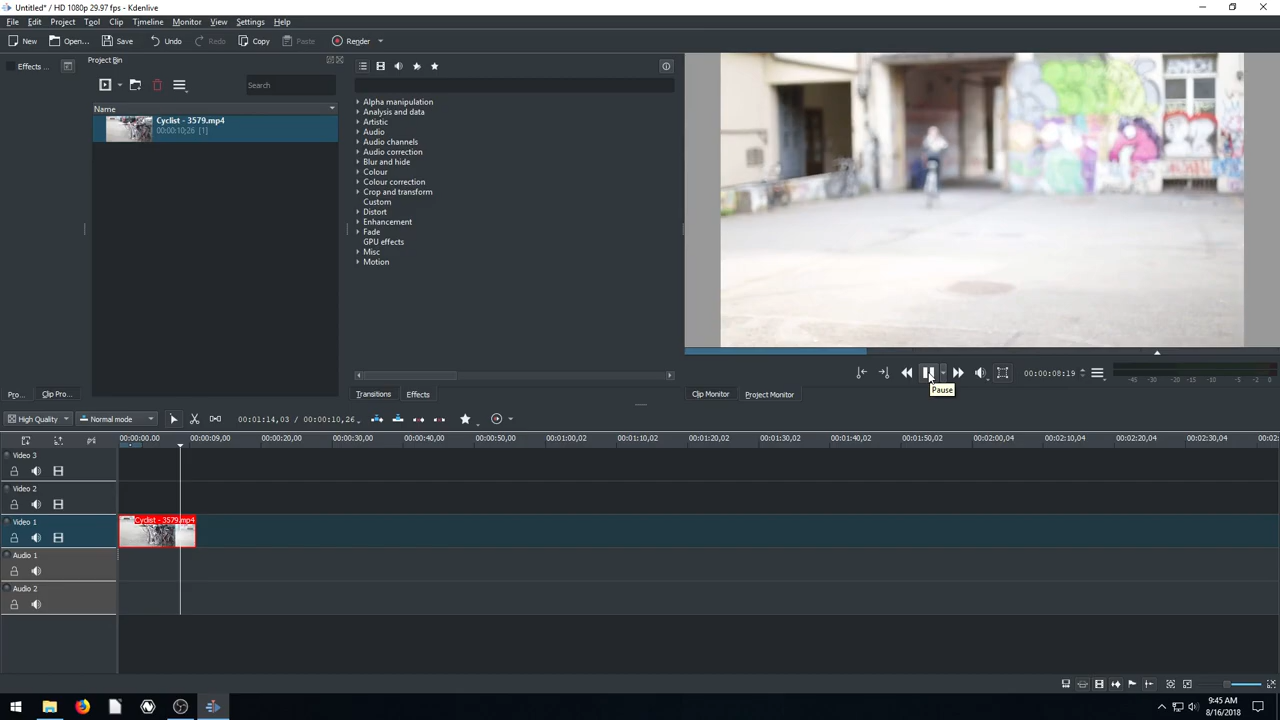 Untitled* / HD 1080p 29.97 fps - Kdenlive
File Edit Project Tool Clip Timeline Monitor View Settings Help
New Open... Save Undo Redo Copy Paste Render
Effects ...
Project Bin
Search
Name
Cyclist - 3579.mp4
00:00:10;26 [1]
Alpha manipulation
Analysis and data
Artistic
Audio
Audio channels
Audio correction
Blur and hide
Colour
Colour correction
Crop and transform
Custom
Distort
Enhancement
Fade
GPU effects
Misc
Motion
00:00:08;19
-45 -30 -20 -10 -5 -2 0
Pause
Pro... Clip Pro...
Transitions Effects
Clip Monitor Project Monitor
High Quality Normal mode 00:01:14,03 / 00:00:10,26
00:00:00,00 00:00:09,00 00:00:20,00 00:00:30,00 00:00:40,00 00:00:50,00 00:01:00,02 00:01:10,02 00:01:20,02 00:01:30,02 00:01:40,02 00:01:50,02 00:02:00,04 00:02:10,04 00:02:20,04 00:02:30,04 00:02:
Video 3
Video 2
Video 1
Cyclist - 3579.mp4
Audio 1
Audio 2
9:45 AM
8/16/2018